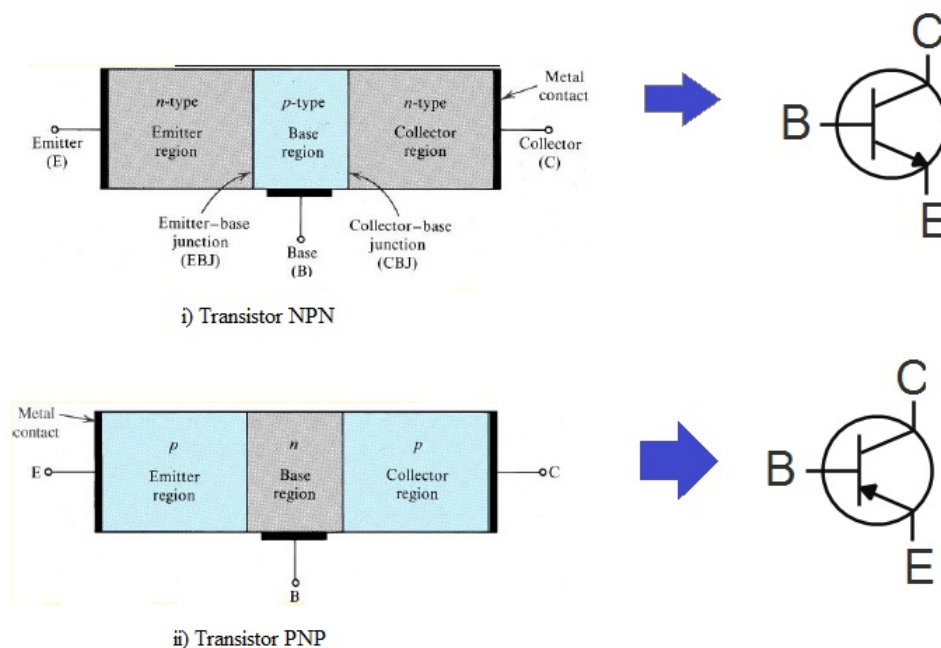 n-type
Emitter
region
p-type
Base
region
n-type
Collector
region
Metal
contact
Emitter
(E)
Collector
(C)
Emitter–base
junction
(EBJ)
Base
(B)
Collector–base
junction
(CBJ)
i) Transistor NPN
C
B
E
Metal
contact
p
Emitter
region
n
Base
region
p
Collector
region
E
C
B
ii) Transistor PNP
C
B
E